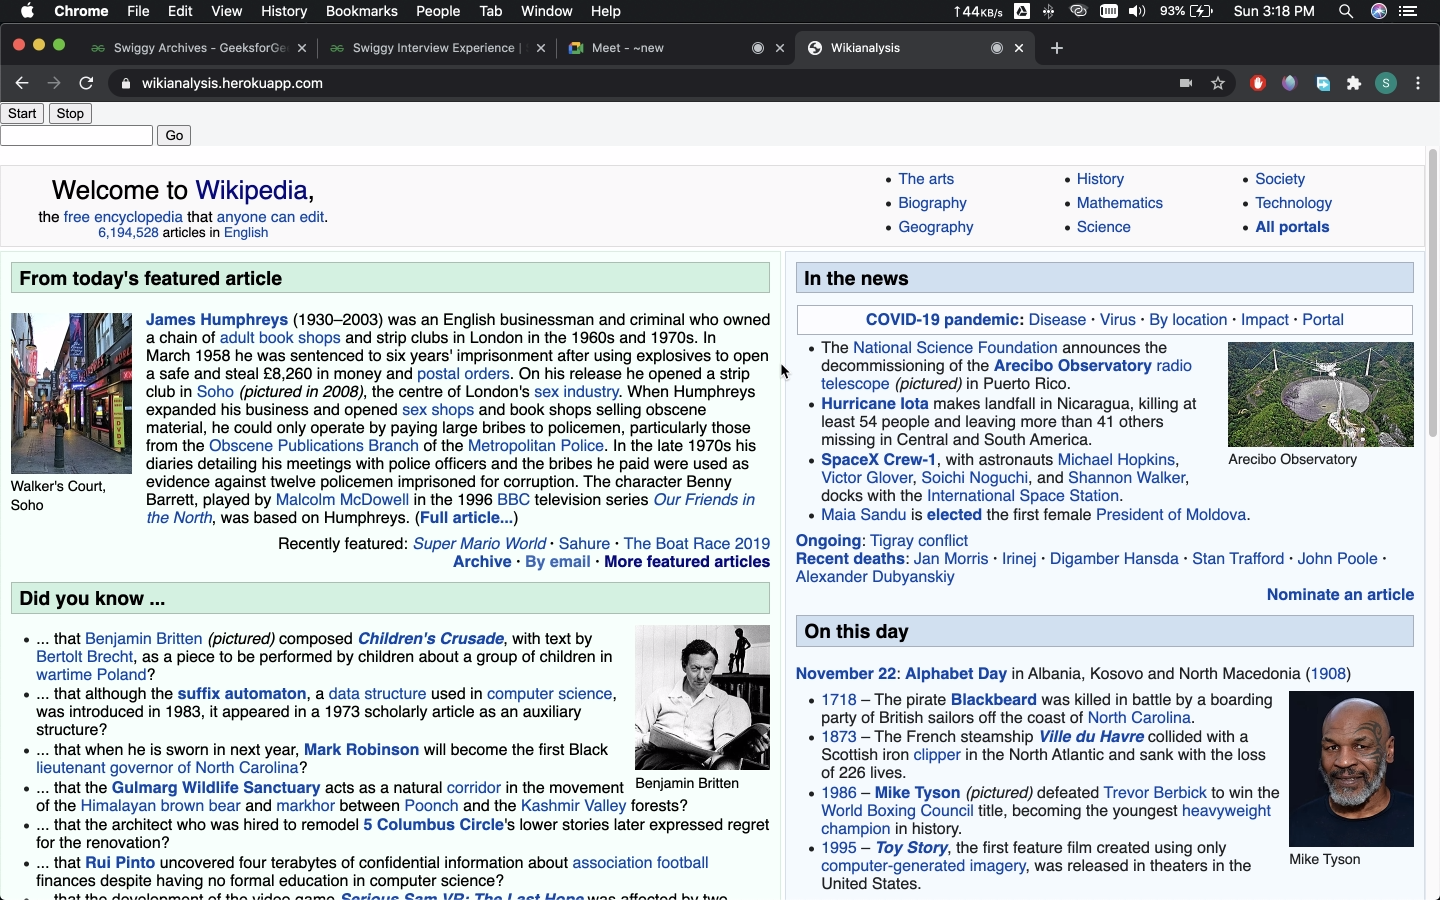 Chrome File Edit View History Bookmarks People Tab Window Help
↑44KB/s 93% Sun 3:18 PM
Swiggy Archives - GeeksforGe
Swiggy Interview Experience |
Meet - ~new
Wikianalysis
wikianalysis.herokuapp.com
S
Start Stop
Go
Welcome to Wikipedia,
the free encyclopedia that anyone can edit.
6,194,528 articles in English
• The arts
• Biography
• Geography
• History
• Mathematics
• Science
• Society
• Technology
• All portals
From today's featured article
Walker's Court,
Soho
James Humphreys (1930–2003) was an English businessman and criminal who owned
a chain of adult book shops and strip clubs in London in the 1960s and 1970s. In
March 1958 he was sentenced to six years' imprisonment after using explosives to open
a safe and steal £8,260 in money and postal orders. On his release he opened a strip
club in Soho (pictured in 2008), the centre of London's sex industry. When Humphreys
expanded his business and opened sex shops and book shops selling obscene
material, he could only operate by paying large bribes to policemen, particularly those
from the Obscene Publications Branch of the Metropolitan Police. In the late 1970s his
diaries detailing his meetings with police officers and the bribes he paid were used as
evidence against twelve policemen imprisoned for corruption. The character Benny
Barrett, played by Malcolm McDowell in the 1996 BBC television series Our Friends in
the North, was based on Humphreys. (Full article...)
Recently featured: Super Mario World · Sahure · The Boat Race 2019
Archive · By email · More featured articles
Did you know ...
• ... that Benjamin Britten (pictured) composed Children's Crusade, with text by
Bertolt Brecht, as a piece to be performed by children about a group of children in
wartime Poland?
• ... that although the suffix automaton, a data structure used in computer science,
was introduced in 1983, it appeared in a 1973 scholarly article as an auxiliary
structure?
• ... that when he is sworn in next year, Mark Robinson will become the first Black
lieutenant governor of North Carolina?
• ... that the Gulmarg Wildlife Sanctuary acts as a natural corridor in the movement
of the Himalayan brown bear and markhor between Poonch and the Kashmir Valley forests?
• ... that the architect who was hired to remodel 5 Columbus Circle's lower stories later expressed regret
for the renovation?
• ... that Rui Pinto uncovered four terabytes of confidential information about association football
finances despite having no formal education in computer science?
• ... that the development of the video game Serious Sam VR: The Last Hope was affected by two
Benjamin Britten
In the news
COVID-19 pandemic: Disease · Virus · By location · Impact · Portal
• The National Science Foundation announces the
decommissioning of the Arecibo Observatory radio
telescope (pictured) in Puerto Rico.
• Hurricane Iota makes landfall in Nicaragua, killing at
least 54 people and leaving more than 41 others
missing in Central and South America.
• SpaceX Crew-1, with astronauts Michael Hopkins,
Victor Glover, Soichi Noguchi, and Shannon Walker,
docks with the International Space Station.
• Maia Sandu is elected the first female President of Moldova.
Arecibo Observatory
Ongoing: Tigray conflict
Recent deaths: Jan Morris · Irinej · Digamber Hansda · Stan Trafford · John Poole ·
Alexander Dubyanskiy
Nominate an article
On this day
November 22: Alphabet Day in Albania, Kosovo and North Macedonia (1908)
• 1718 – The pirate Blackbeard was killed in battle by a boarding
party of British sailors off the coast of North Carolina.
• 1873 – The French steamship Ville du Havre collided with a
Scottish iron clipper in the North Atlantic and sank with the loss
of 226 lives.
• 1986 – Mike Tyson (pictured) defeated Trevor Berbick to win the
World Boxing Council title, becoming the youngest heavyweight
champion in history.
• 1995 – Toy Story, the first feature film created using only
computer-generated imagery, was released in theaters in the
United States.
Mike Tyson